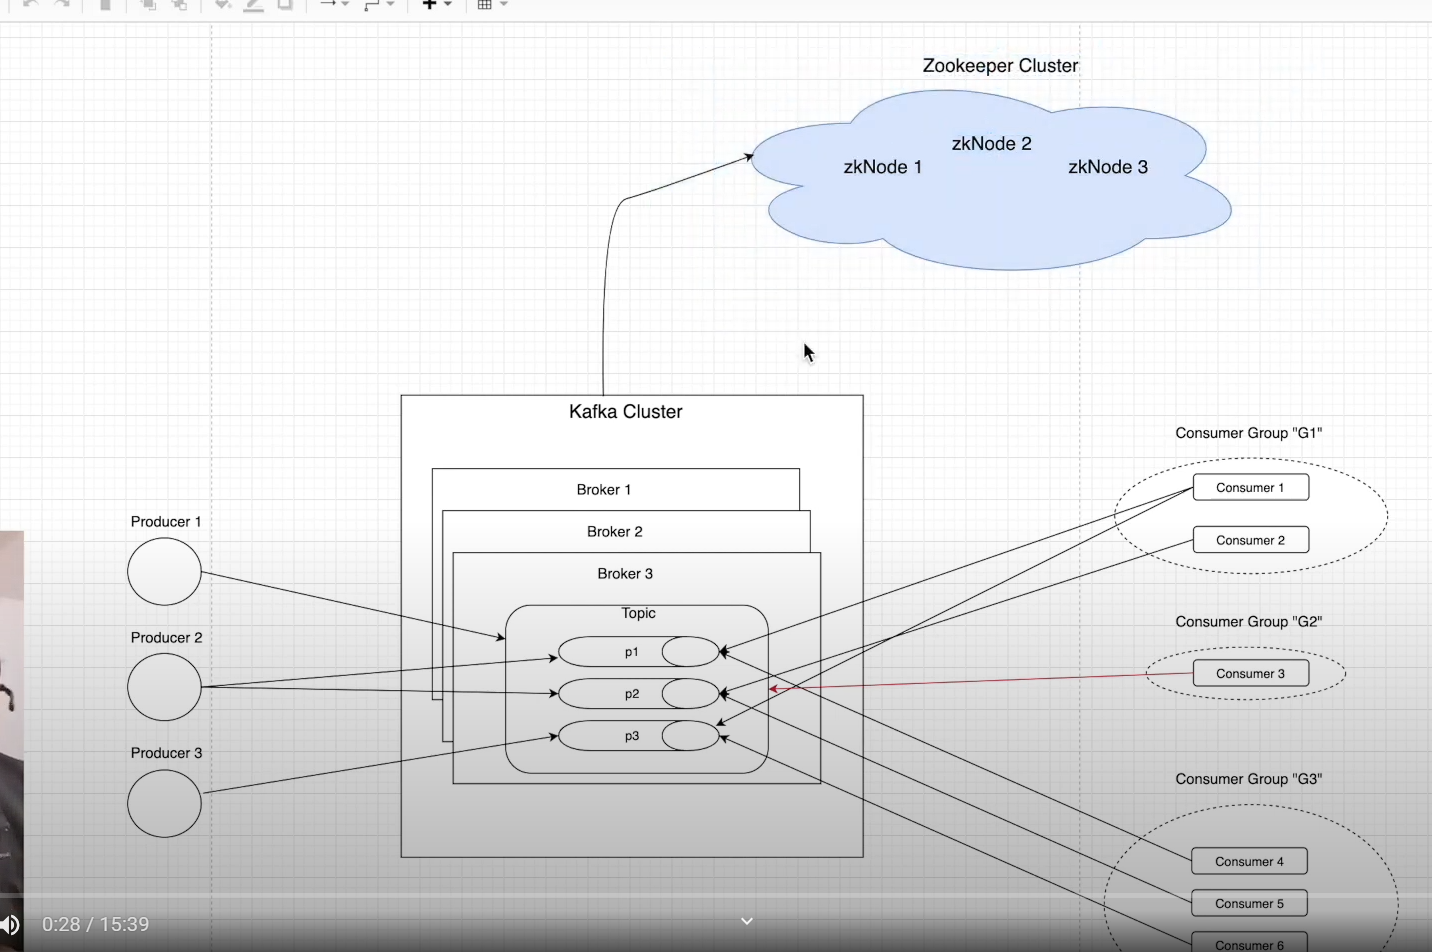 Zookeeper Cluster
zkNode 1
zkNode 2
zkNode 3
Kafka Cluster
Broker 1
Broker 2
Broker 3
Topic
p1
p2
p3
Producer 1
Producer 2
Producer 3
Consumer Group "G1"
Consumer 1
Consumer 2
Consumer Group "G2"
Consumer 3
Consumer Group "G3"
Consumer 4
Consumer 5
Consumer 6
0:28 / 15:39